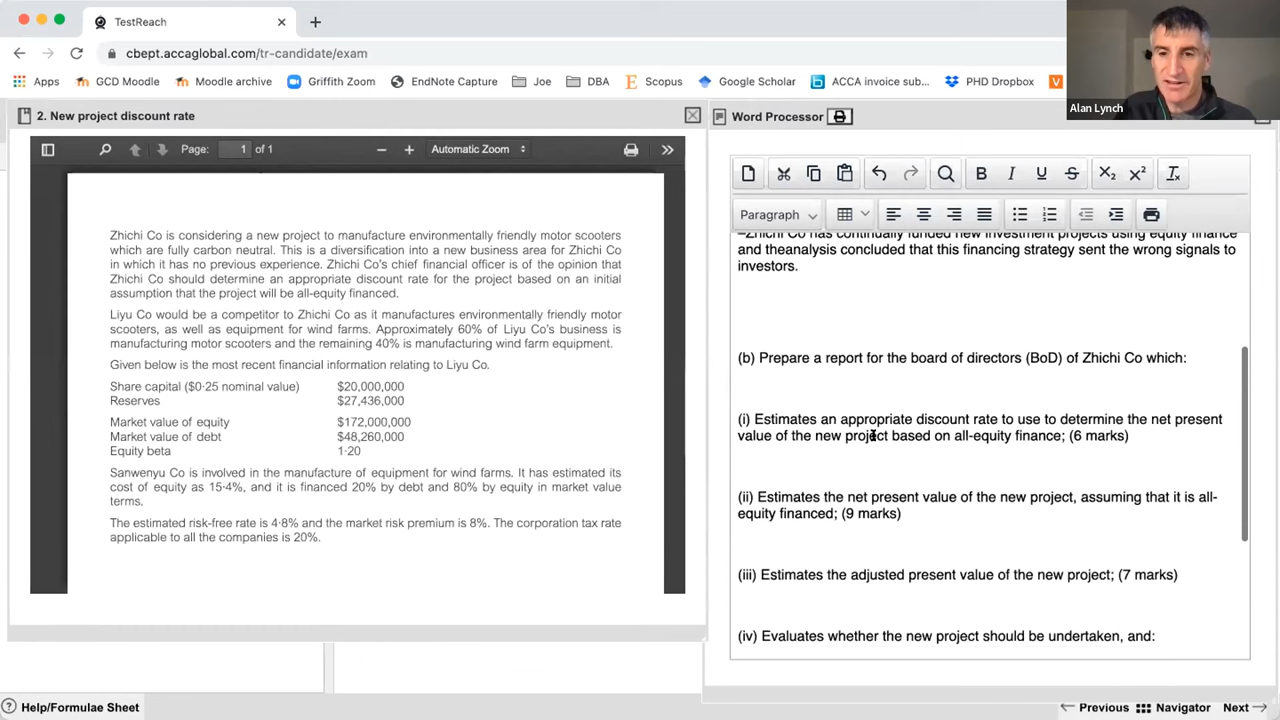 TestReach
cbept.accaglobal.com/tr-candidate/exam
Apps GCD Moodle Moodle archive Griffith Zoom EndNote Capture Joe DBA Scopus Google Scholar ACCA invoice sub... PHD Dropbox V
Alan Lynch
2. New project discount rate
Page: 1 of 1 Automatic Zoom
Zhichi Co is considering a new project to manufacture environmentally friendly motor scooters
which are fully carbon neutral. This is a diversification into a new business area for Zhichi Co
in which it has no previous experience. Zhichi Co's chief financial officer is of the opinion that
Zhichi Co should determine an appropriate discount rate for the project based on an initial
assumption that the project will be all-equity financed.
Liyu Co would be a competitor to Zhichi Co as it manufactures environmentally friendly motor
scooters, as well as equipment for wind farms. Approximately 60% of Liyu Co's business is
manufacturing motor scooters and the remaining 40% is manufacturing wind farm equipment.
Given below is the most recent financial information relating to Liyu Co.
Share capital ($0·25 nominal value) $20,000,000
Reserves $27,436,000
Market value of equity $172,000,000
Market value of debt $48,260,000
Equity beta 1·20
Sanwenyu Co is involved in the manufacture of equipment for wind farms. It has estimated its
cost of equity as 15·4%, and it is financed 20% by debt and 80% by equity in market value
terms.
The estimated risk-free rate is 4·8% and the market risk premium is 8%. The corporation tax rate
applicable to all the companies is 20%.
Word Processor
Paragraph
–Zhichi Co has continually funded new investment projects using equity finance
and theanalysis concluded that this financing strategy sent the wrong signals to
investors.
(b) Prepare a report for the board of directors (BoD) of Zhichi Co which:
(i) Estimates an appropriate discount rate to use to determine the net present
value of the new project based on all-equity finance; (6 marks)
(ii) Estimates the net present value of the new project, assuming that it is all-
equity financed; (9 marks)
(iii) Estimates the adjusted present value of the new project; (7 marks)
(iv) Evaluates whether the new project should be undertaken, and:
Help/Formulae Sheet
Previous Navigator Next